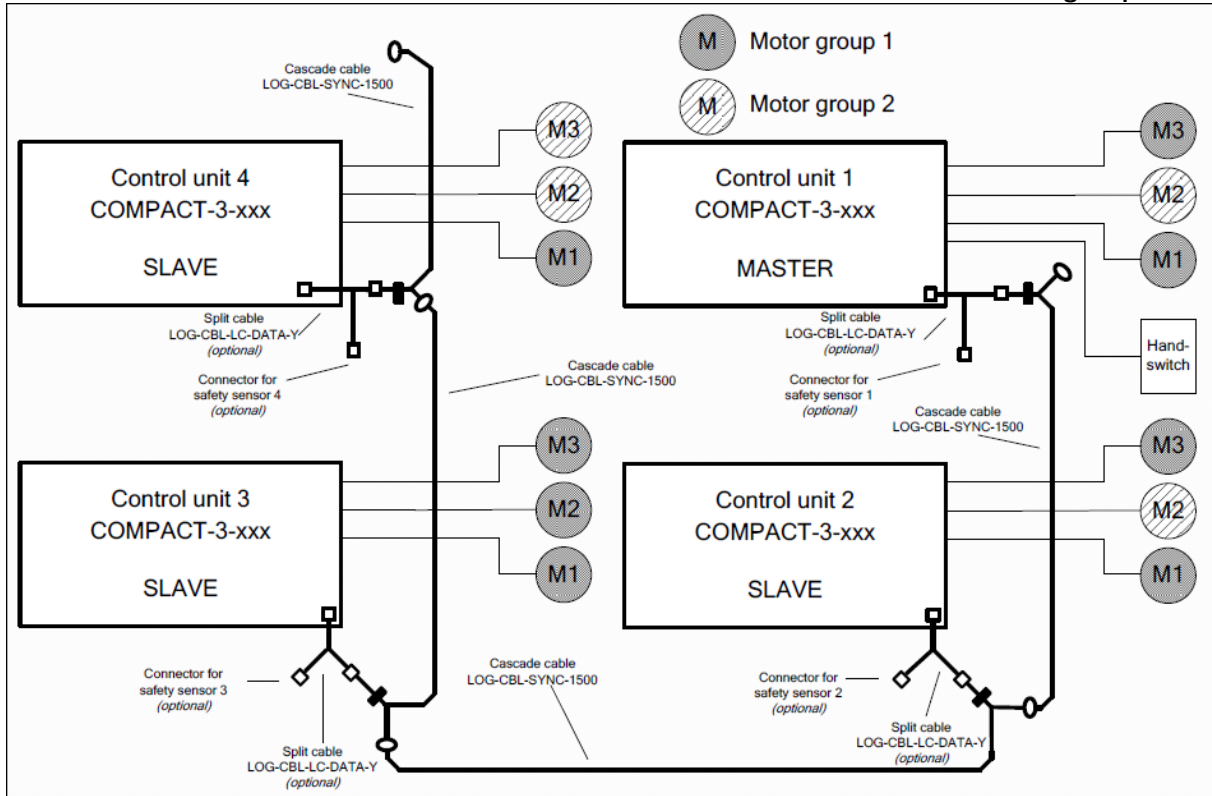 Cascade cable
LOG-CBL-SYNC-1500
M
Motor group 1
M
Motor group 2
Control unit 4
COMPACT-3-xxx
SLAVE
M3
M2
M1
Split cable
LOG-CBL-LC-DATA-Y
(optional)
Connector for
safety sensor 4
(optional)
Control unit 1
COMPACT-3-xxx
MASTER
M3
M2
M1
Hand-
switch
Split cable
LOG-CBL-LC-DATA-Y
(optional)
Connector for
safety sensor 1
(optional)
Cascade cable
LOG-CBL-SYNC-1500
Cascade cable
LOG-CBL-SYNC-1500
Control unit 3
COMPACT-3-xxx
SLAVE
M3
M2
M1
Connector for
safety sensor 3
(optional)
Split cable
LOG-CBL-LC-DATA-Y
(optional)
Cascade cable
LOG-CBL-SYNC-1500
Control unit 2
COMPACT-3-xxx
SLAVE
M3
M2
M1
Connector for
safety sensor 2
(optional)
Split cable
LOG-CBL-LC-DATA-Y
(optional)